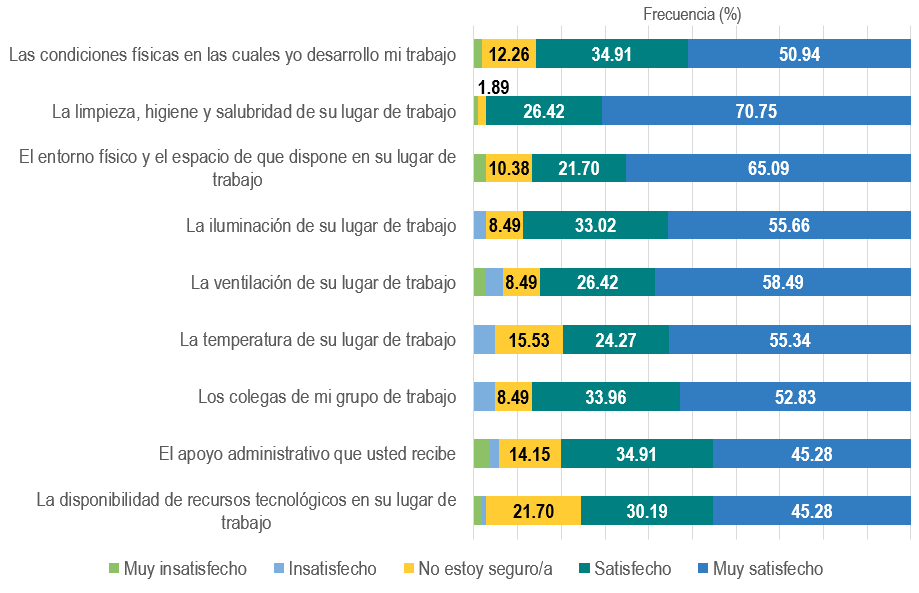 Frecuencia (%)
Las condiciones físicas en las cuales yo desarrollo mi trabajo
12.26 34.91 50.94
1.89
La limpieza, higiene y salubridad de su lugar de trabajo
26.42 70.75
El entorno físico y el espacio de que dispone en su lugar de
trabajo
10.38 21.70 65.09
La iluminación de su lugar de trabajo
8.49 33.02 55.66
La ventilación de su lugar de trabajo
8.49 26.42 58.49
La temperatura de su lugar de trabajo
15.53 24.27 55.34
Los colegas de mi grupo de trabajo
8.49 33.96 52.83
El apoyo administrativo que usted recibe
14.15 34.91 45.28
La disponibilidad de recursos tecnológicos en su lugar de
trabajo
21.70 30.19 45.28
Muy insatisfecho Insatisfecho No estoy seguro/a Satisfecho Muy satisfecho